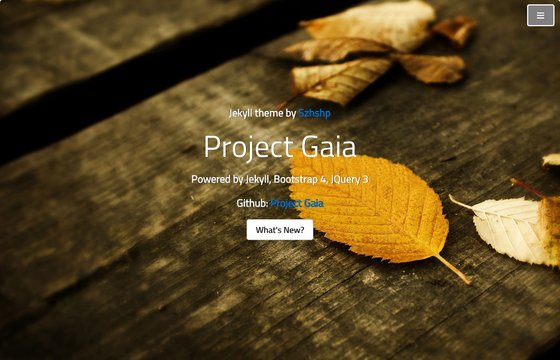 Jekyll theme by Szhshp
Project Gaia
Powered by Jekyll, Bootstrap 4, JQuery 3
Github: Project Gaia
What's New?